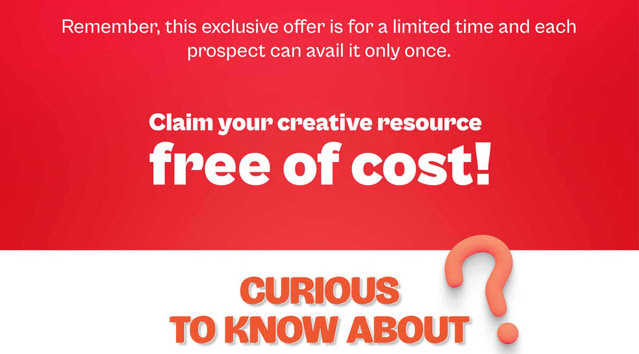 Remember, this exclusive offer is for a limited time and each
prospect can avail it only once.
Claim your creative resource
free of cost!
CURIOUS
TO KNOW ABOUT ?